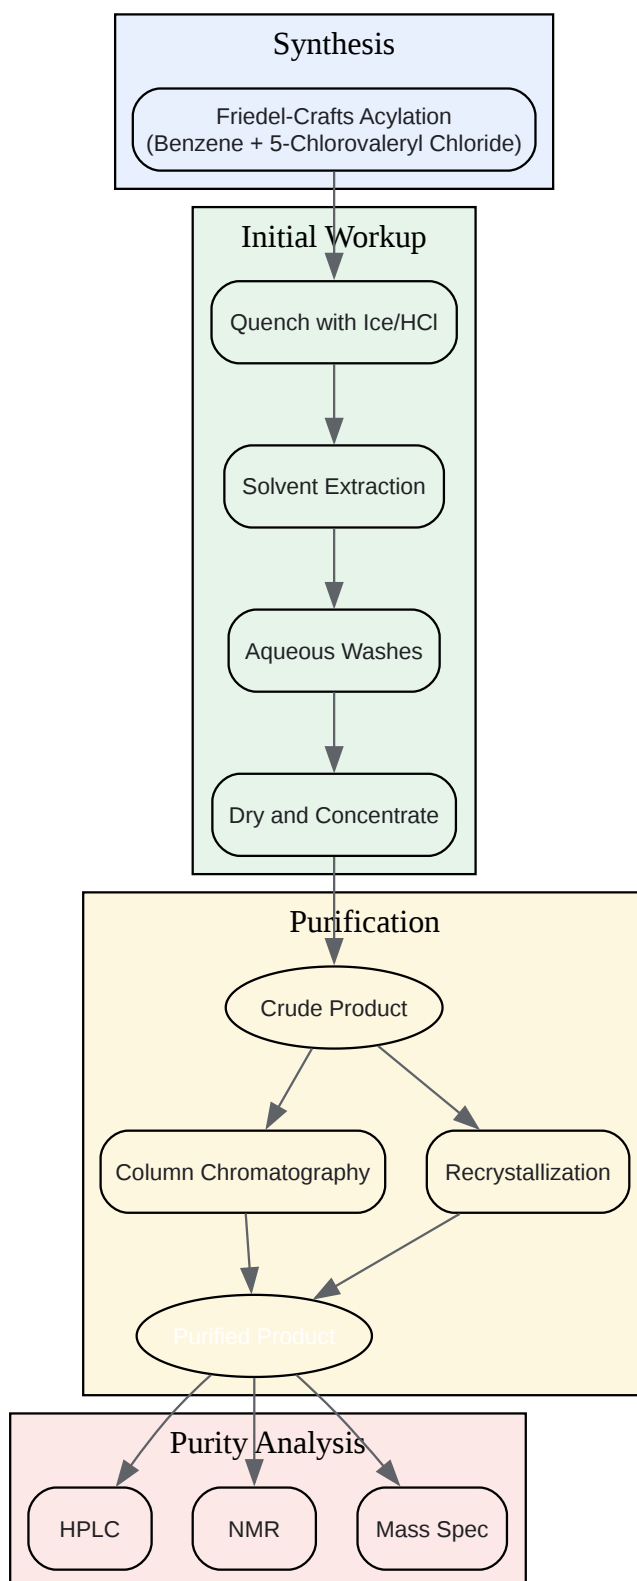 Synthesis
Friedel-Crafts Acylation
(Benzene + 5-Chlorovaleryl Chloride)
Initial Workup
Quench with Ice/HCl
Solvent Extraction
Aqueous Washes
Dry and Concentrate
Purification
Crude Product
Column Chromatography
Recrystallization
Purified Product
Purity Analysis
HPLC
NMR
Mass Spec